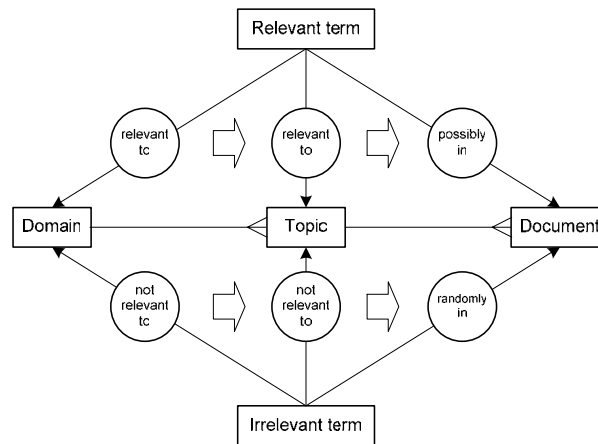 Relevant term
relevant
tc
relevant
to
possibly
in
Domain
Topic
Document
not
relevant
tc
not
relevant
to
randomly
in
Irrelevant term